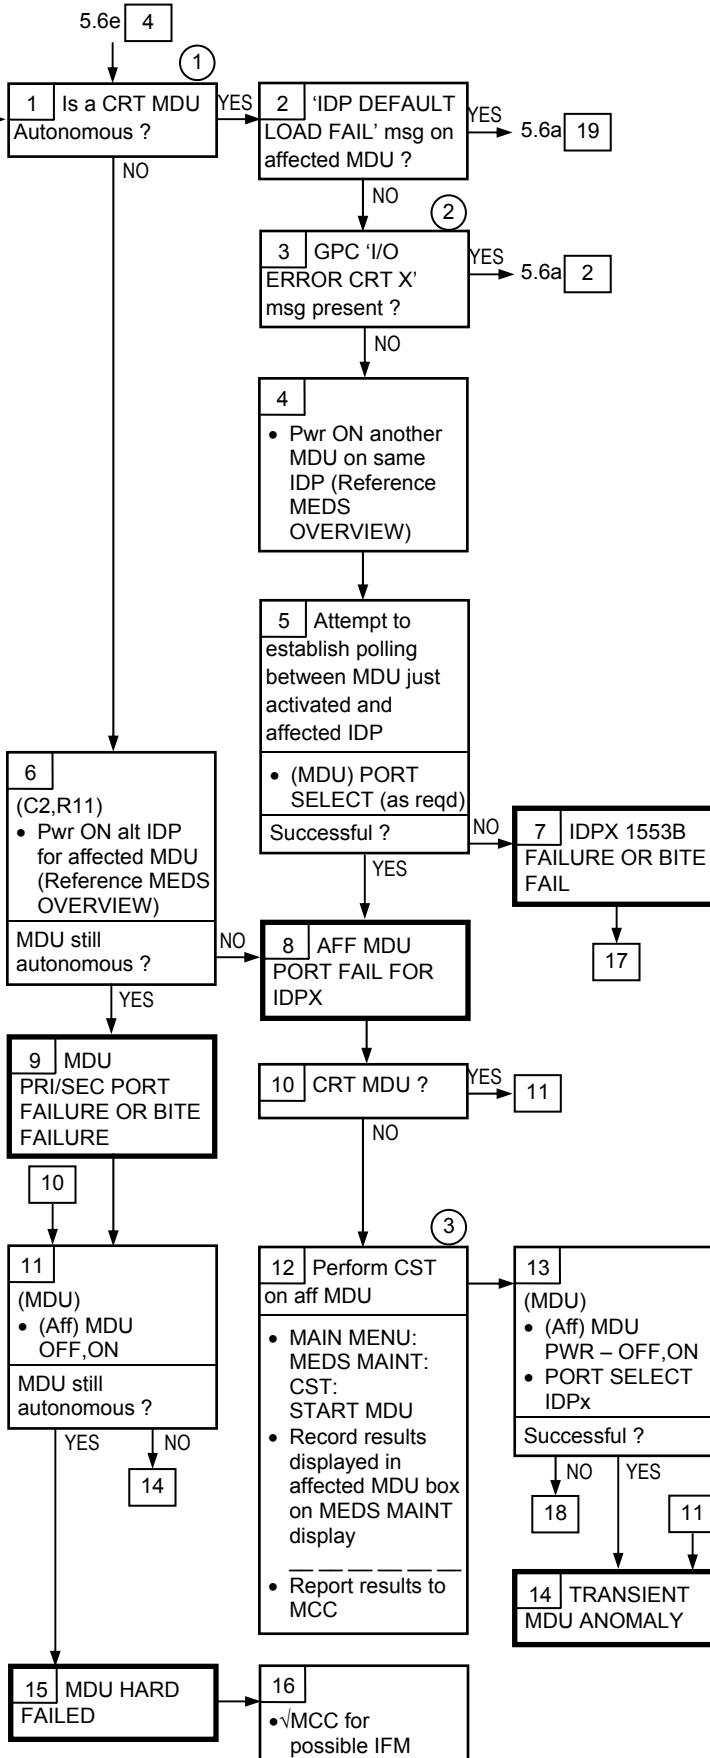 5.6e 4
1
1 Is a CRT MDU
Autonomous ?
YES
NO
2 'IDP DEFAULT
LOAD FAIL' msg on
affected MDU ?
YES
5.6a 19
NO
2
3 GPC 'I/O
ERROR CRT X'
msg present ?
YES
5.6a 2
NO
4
• Pwr ON another
MDU on same
IDP (Reference
MEDS
OVERVIEW)
5 Attempt to
establish polling
between MDU just
activated and
affected IDP
• (MDU) PORT
SELECT (as reqd)
Successful ?
NO
YES
6
(C2,R11)
• Pwr ON alt IDP
for affected MDU
(Reference MEDS
OVERVIEW)
MDU still
autonomous ?
NO
YES
7 IDPX 1553B
FAILURE OR BITE
FAIL
17
8 AFF MDU
PORT FAIL FOR
IDPX
9 MDU
PRI/SEC PORT
FAILURE OR BITE
FAILURE
10 CRT MDU ?
YES
11
NO
10
11
(MDU)
• (Aff) MDU
OFF,ON
MDU still
autonomous ?
YES
NO
14
3
12 Perform CST
on aff MDU
• MAIN MENU:
MEDS MAINT:
CST:
START MDU
• Record results
displayed in
affected MDU box
on MEDS MAINT
display
__ __ __ __ __ __
• Report results to
MCC
13
(MDU)
• (Aff) MDU
PWR – OFF,ON
• PORT SELECT
IDPx
Successful ?
NO
YES
18
11
14 TRANSIENT
MDU ANOMALY
15 MDU HARD
FAILED
16
•√MCC for
possible IFM